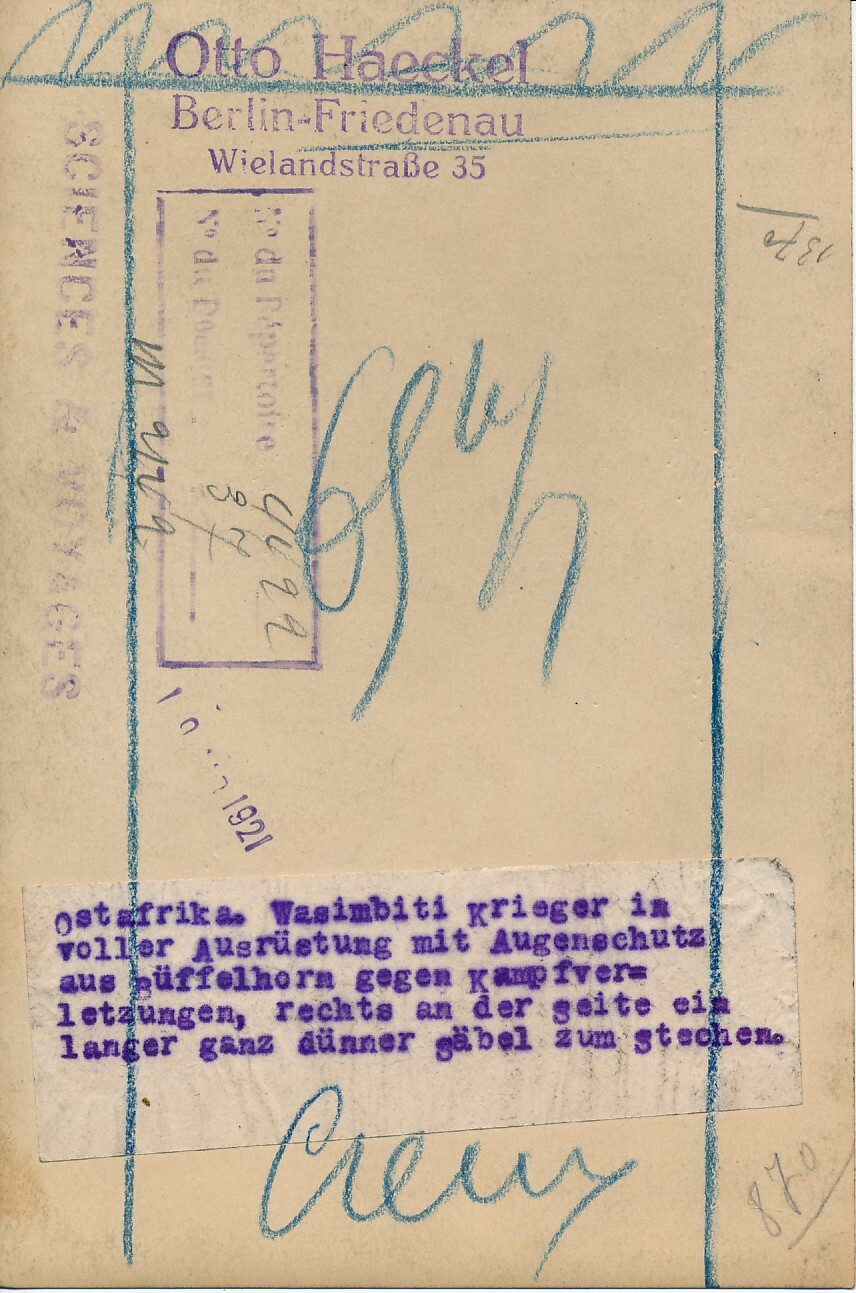 Otto Haeckel
Berlin-Friedenau
Wielandstraße 35
SCIENCES & VOYAGES
N° du Répertoire
N° du Dossier
1921
Ostafrika. Wasimbiti Krieger in
voller Ausrüstung mit Augenschutz
aus Büffelhorn gegen Kampfver=
letzungen, rechts an der Seite ein
langer ganz dünner Säbel zum Stechen.
870